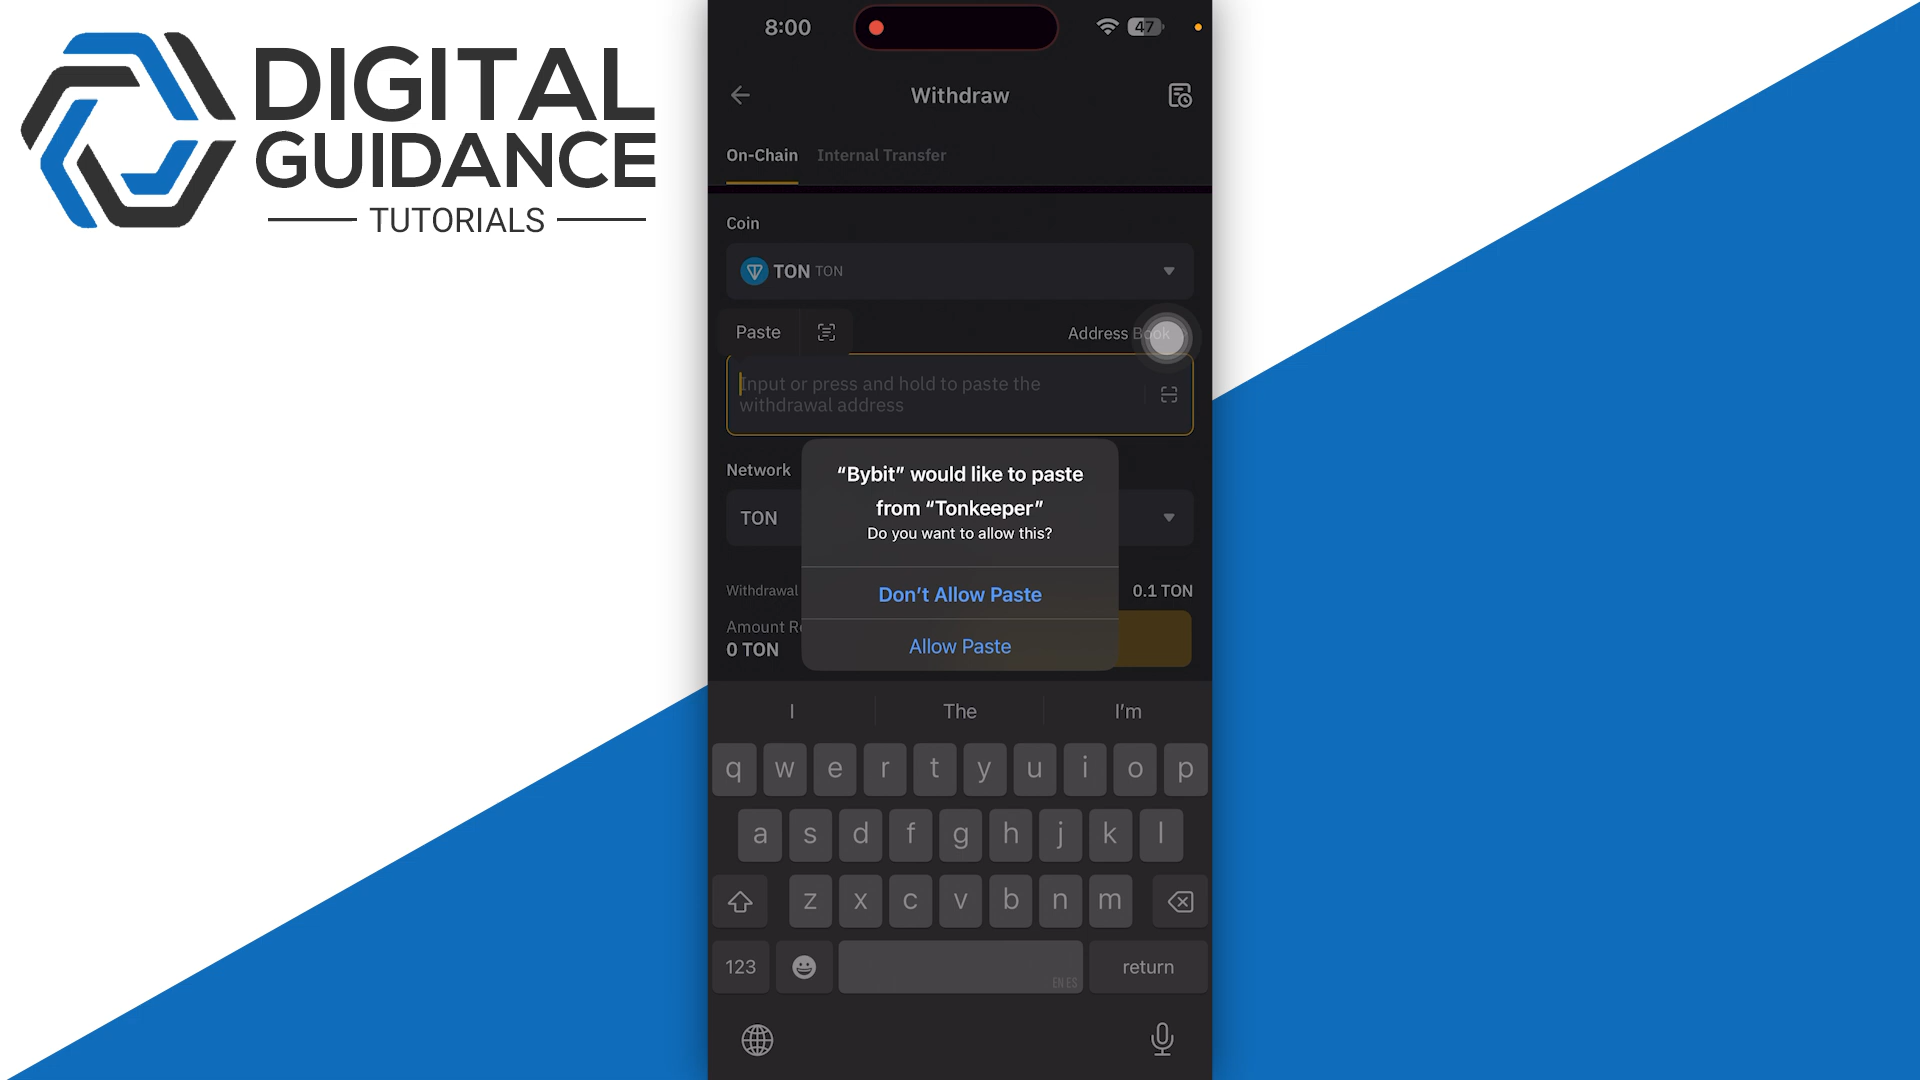 DIGITAL
GUIDANCE
TUTORIALS
8:00
47
Withdraw
On-Chain Internal Transfer
Coin
TON TON
Paste
Address Book
Input or press and hold to paste the
withdrawal address
Network
TON
“Bybit” would like to paste
from “Tonkeeper”
Do you want to allow this?
Don’t Allow Paste
Allow Paste
Withdrawal
0.1 TON
Amount
0 TON
I The I’m
q w e r t y u i o p
a s d f g h j k l
z x c v b n m
123
EN ES
return